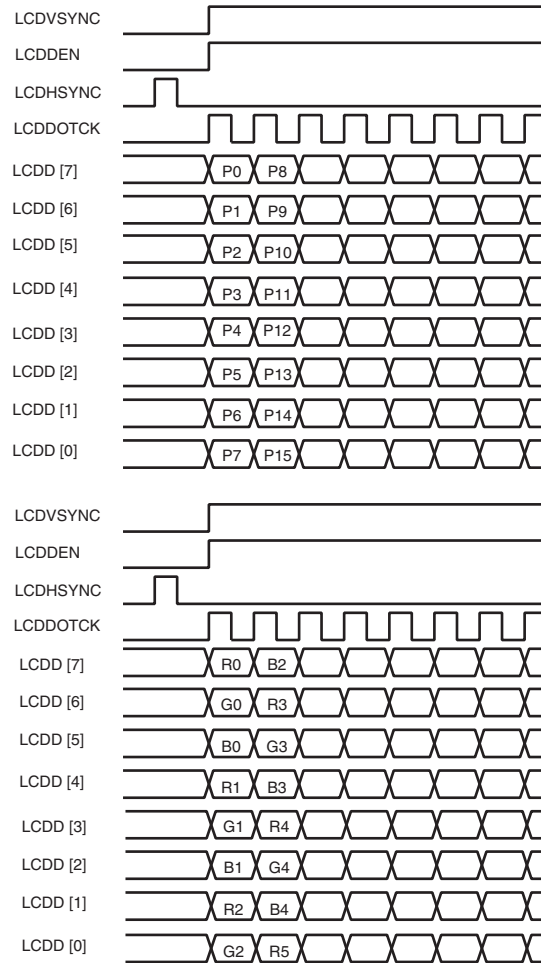 LCDVSYNC
LCDDEN
LCDHSYNC
LCDDOTCK
LCDD [7] P0 P8
LCDD [6] P1 P9
LCDD [5] P2 P10
LCDD [4] P3 P11
LCDD [3] P4 P12
LCDD [2] P5 P13
LCDD [1] P6 P14
LCDD [0] P7 P15
LCDVSYNC
LCDDEN
LCDHSYNC
LCDDOTCK
LCDD [7] R0 B2
LCDD [6] G0 R3
LCDD [5] B0 G3
LCDD [4] R1 B3
LCDD [3] G1 R4
LCDD [2] B1 G4
LCDD [1] R2 B4
LCDD [0] G2 R5